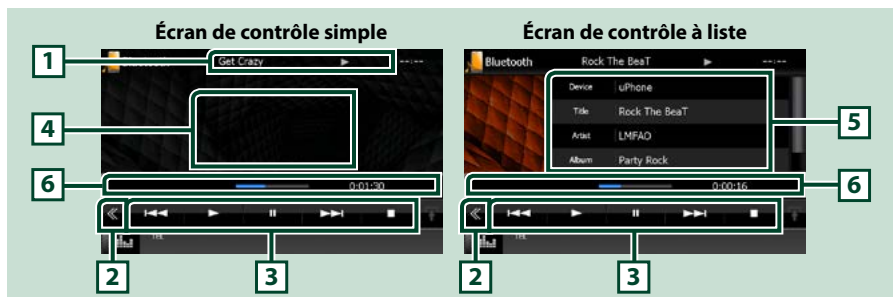 Écran de contrôle simple
Écran de contrôle à liste
1
Bluetooth
Get Crazy
--:--
4
6
0:01:30
2
3
Bluetooth
Rock The BeaT
--:--
Device uPhone
Title Rock The BeaT
Artist LMFAO
Album Party Rock
5
0:00:16
6
TEL
2
3